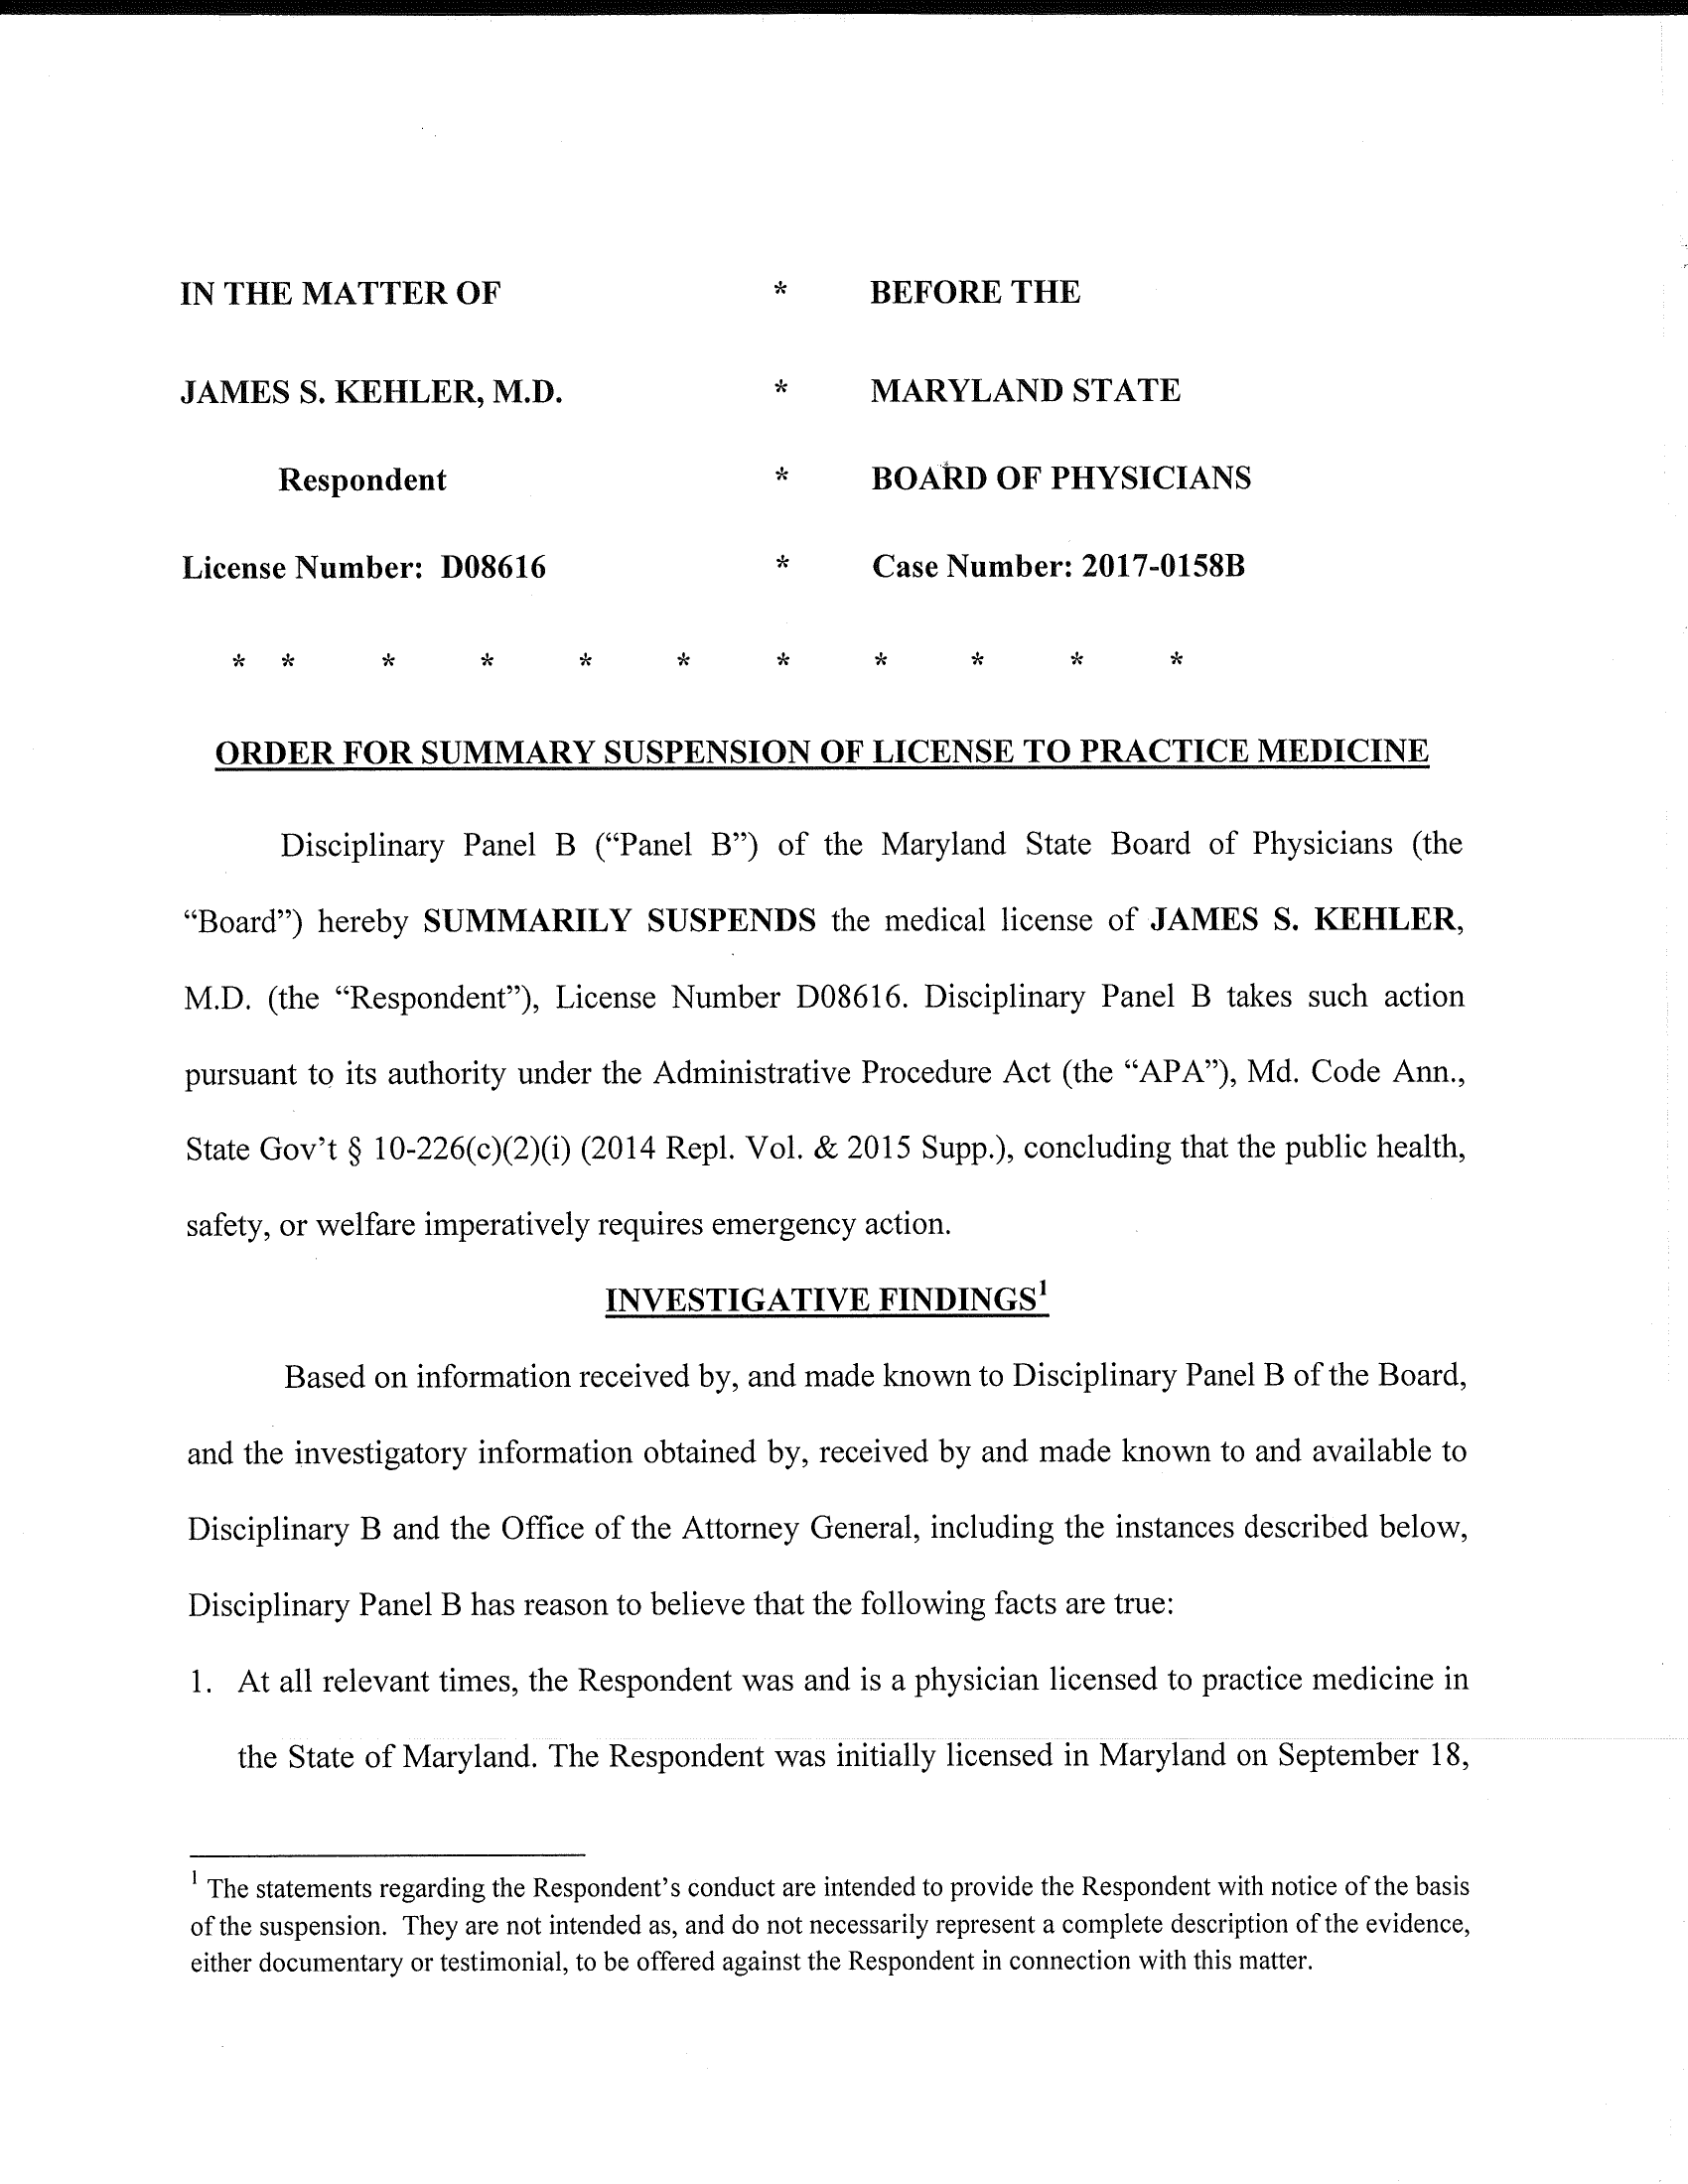 IN THE MATTER OF * BEFORE THE
JAMES S. KEHLER, M.D. * MARYLAND STATE
Respondent * BOARD OF PHYSICIANS
License Number: D08616 * Case Number: 2017-0158B
* * * * * * * * * * *
ORDER FOR SUMMARY SUSPENSION OF LICENSE TO PRACTICE MEDICINE
Disciplinary Panel B (“Panel B”) of the Maryland State Board of Physicians (the
“Board”) hereby SUMMARILY SUSPENDS the medical license of JAMES S. KEHLER,
M.D. (the “Respondent”), License Number D08616. Disciplinary Panel B takes such action
pursuant to its authority under the Administrative Procedure Act (the “APA”), Md. Code Ann.,
State Gov’t § 10-226(c)(2)(i) (2014 Repl. Vol. & 2015 Supp.), concluding that the public health,
safety, or welfare imperatively requires emergency action.
INVESTIGATIVE FINDINGS¹
Based on information received by, and made known to Disciplinary Panel B of the Board,
and the investigatory information obtained by, received by and made known to and available to
Disciplinary B and the Office of the Attorney General, including the instances described below,
Disciplinary Panel B has reason to believe that the following facts are true:
1. At all relevant times, the Respondent was and is a physician licensed to practice medicine in
the State of Maryland. The Respondent was initially licensed in Maryland on September 18,
¹ The statements regarding the Respondent’s conduct are intended to provide the Respondent with notice of the basis
of the suspension. They are not intended as, and do not necessarily represent a complete description of the evidence,
either documentary or testimonial, to be offered against the Respondent in connection with this matter.